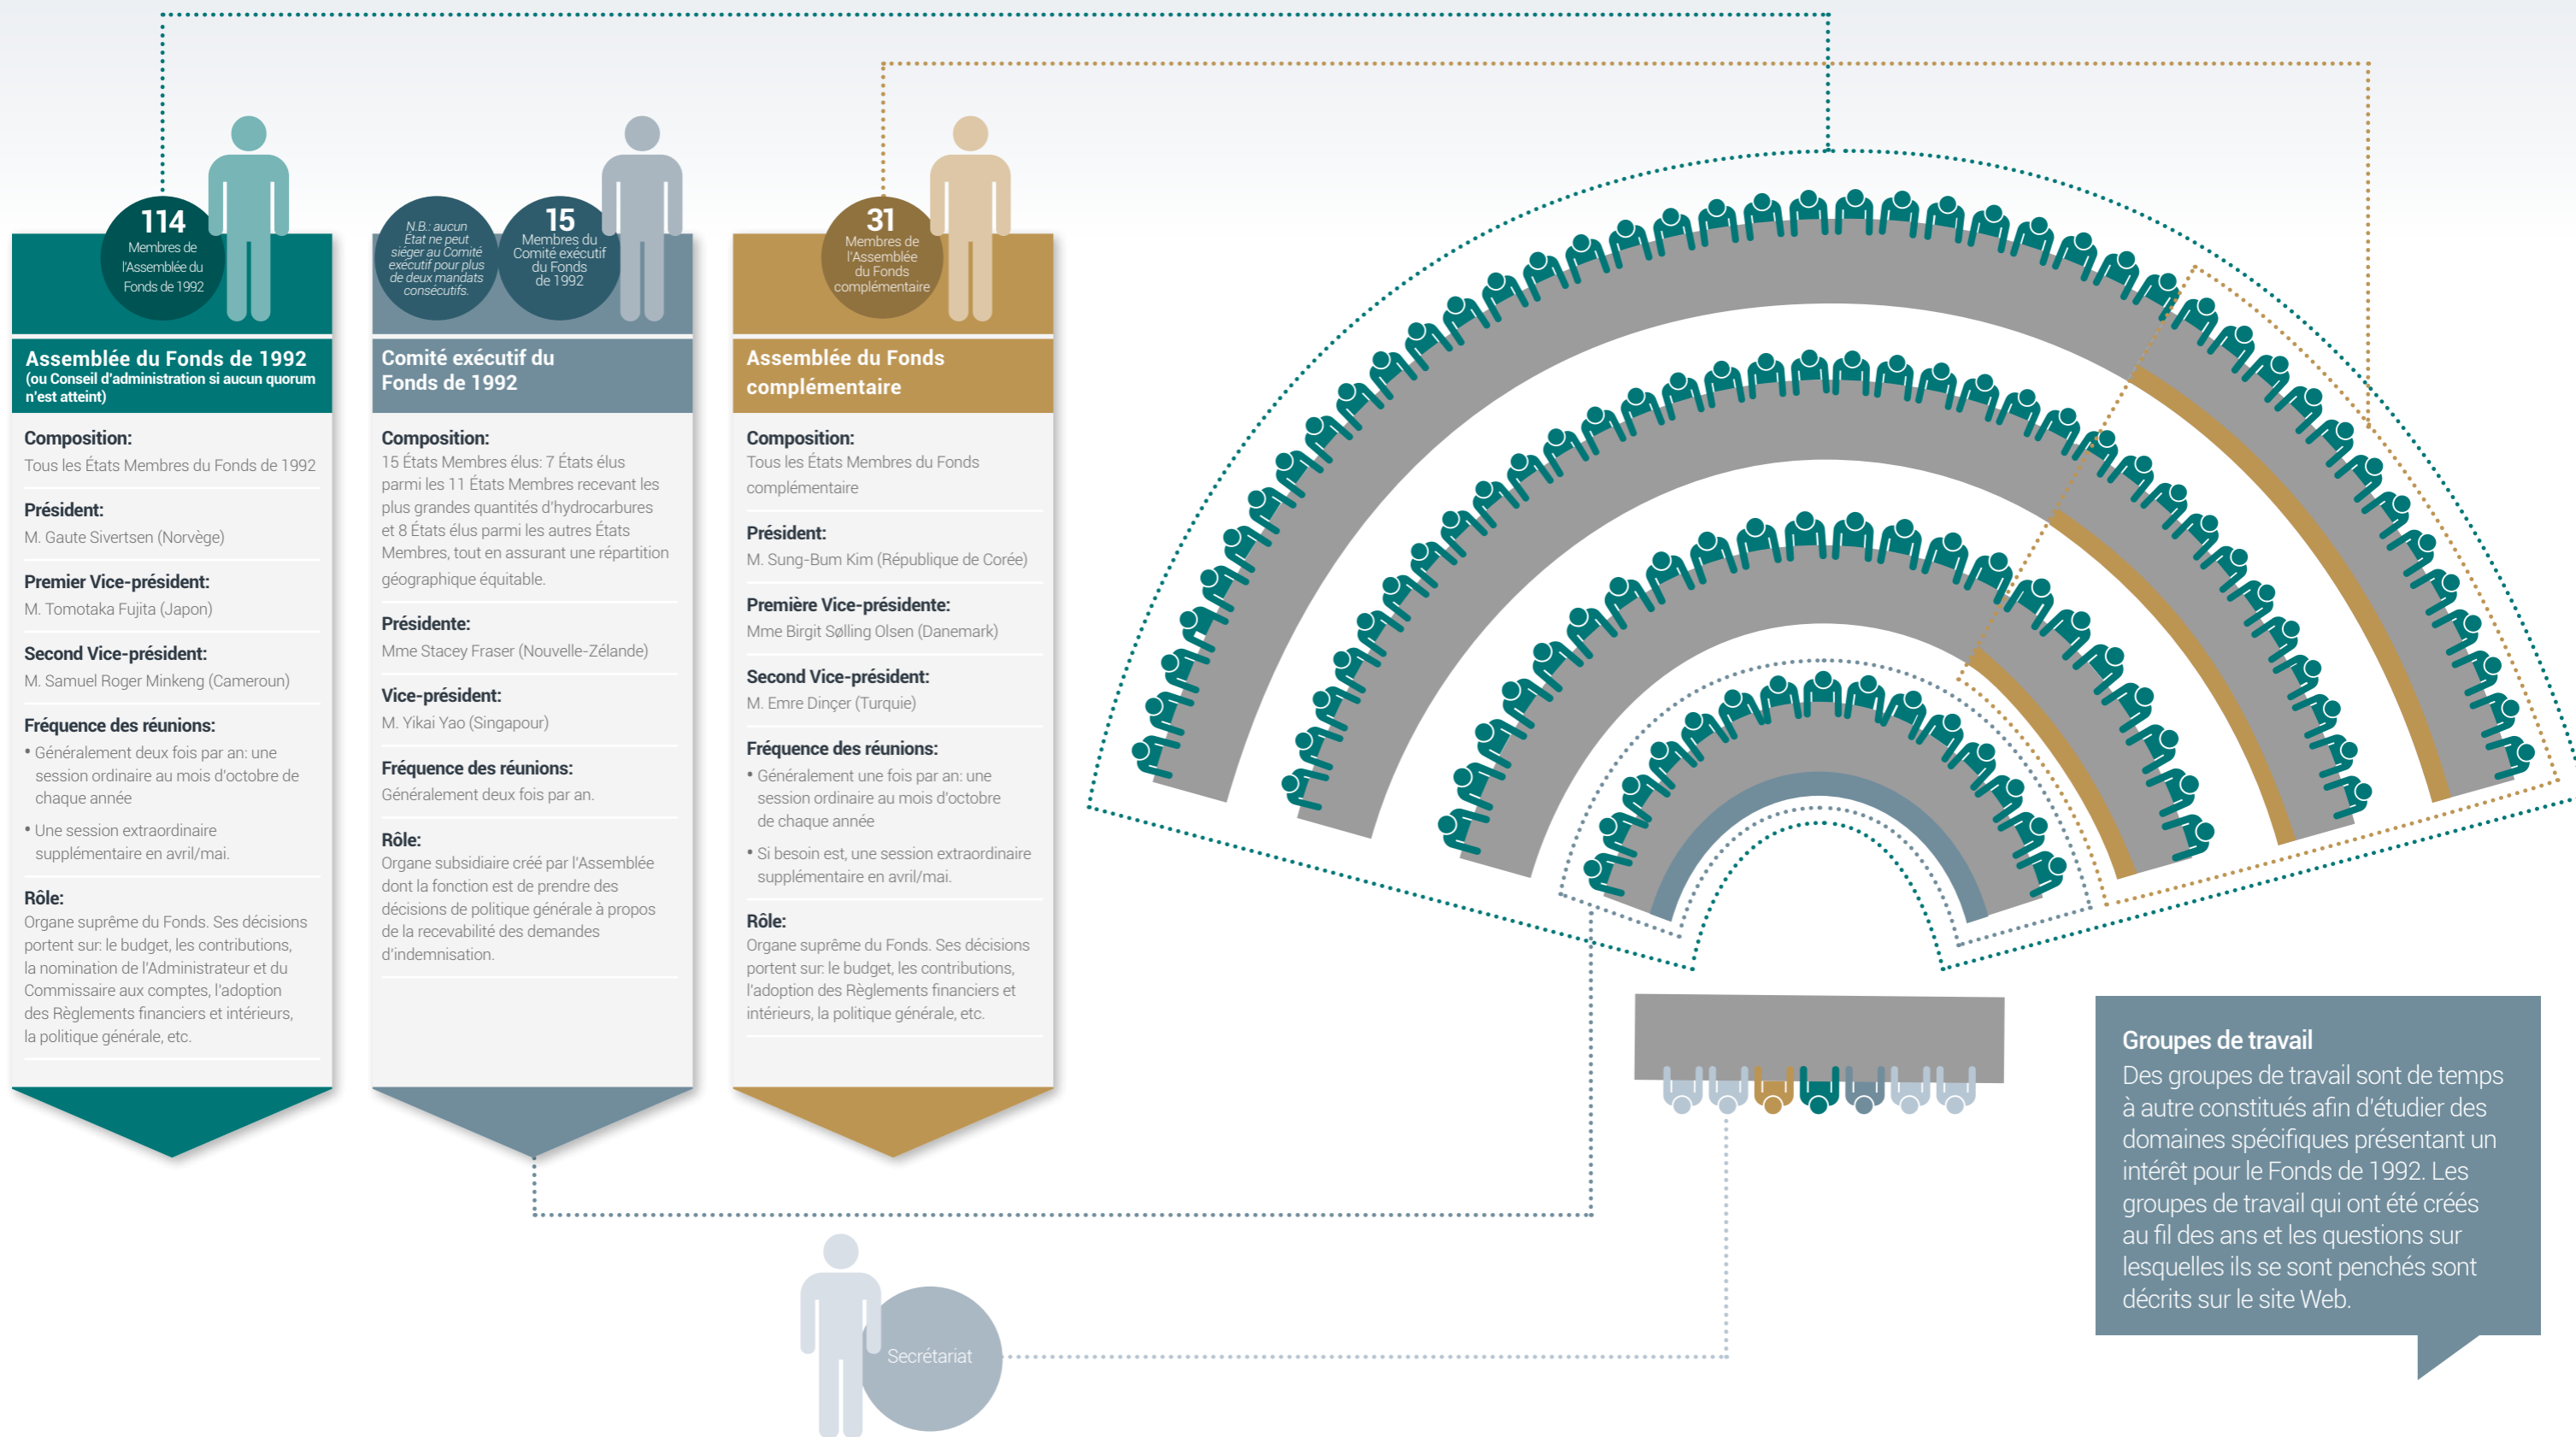 114
Membres de
l'Assemblée du
Fonds de 1992
Assemblée du Fonds de 1992
(ou Conseil d'administration si aucun quorum
n'est atteint)
Composition:
Tous les États Membres du Fonds de 1992
Président:
M. Gaute Sivertsen (Norvège)
Premier Vice-président:
M. Tomotaka Fujita (Japon)
Second Vice-président:
M. Samuel Roger Minkeng (Cameroun)
Fréquence des réunions:
• Généralement deux fois par an: une
session ordinaire au mois d'octobre de
chaque année
• Une session extraordinaire
supplémentaire en avril/mai.
Rôle:
Organe suprême du Fonds. Ses décisions
portent sur: le budget, les contributions,
la nomination de l'Administrateur et du
Commissaire aux comptes, l'adoption
des Règlements financiers et intérieurs,
la politique générale, etc.
N.B.: aucun
État ne peut
siéger au Comité
exécutif pour plus
de deux mandats
consécutifs.
15
Membres du
Comité exécutif
du Fonds
de 1992
Comité exécutif du
Fonds de 1992
Composition:
15 États Membres élus: 7 États élus
parmi les 11 États Membres recevant les
plus grandes quantités d'hydrocarbures
et 8 États élus parmi les autres États
Membres, tout en assurant une répartition
géographique équitable.
Présidente:
Mme Stacey Fraser (Nouvelle-Zélande)
Vice-président:
M. Yikai Yao (Singapour)
Fréquence des réunions:
Généralement deux fois par an.
Rôle:
Organe subsidiaire créé par l'Assemblée
dont la fonction est de prendre des
décisions de politique générale à propos
de la recevabilité des demandes
d'indemnisation.
31
Membres de
l'Assemblée
du Fonds
complémentaire
Assemblée du Fonds
complémentaire
Composition:
Tous les États Membres du Fonds
complémentaire
Président:
M. Sung-Bum Kim (République de Corée)
Première Vice-présidente:
Mme Birgit Sølling Olsen (Danemark)
Second Vice-président:
M. Emre Dinçer (Turquie)
Fréquence des réunions:
• Généralement une fois par an: une
session ordinaire au mois d'octobre
de chaque année
• Si besoin est, une session extraordinaire
supplémentaire en avril/mai.
Rôle:
Organe suprême du Fonds. Ses décisions
portent sur: le budget, les contributions,
l'adoption des Règlements financiers et
intérieurs, la politique générale, etc.
Secrétariat
Groupes de travail
Des groupes de travail sont de temps
à autre constitués afin d'étudier des
domaines spécifiques présentant un
intérêt pour le Fonds de 1992. Les
groupes de travail qui ont été créés
au fil des ans et les questions sur
lesquelles ils se sont penchés sont
décrits sur le site Web.